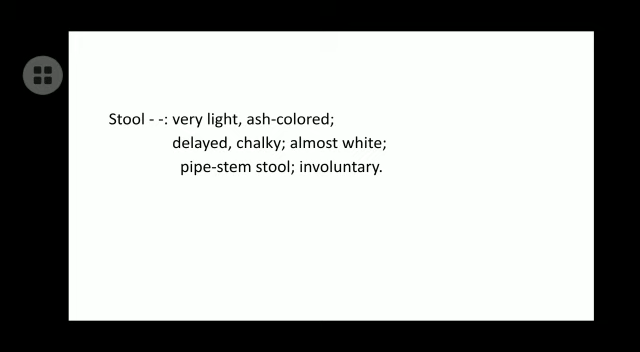 Stool - -: very light, ash-colored;
delayed, chalky; almost white;
pipe-stem stool; involuntary.